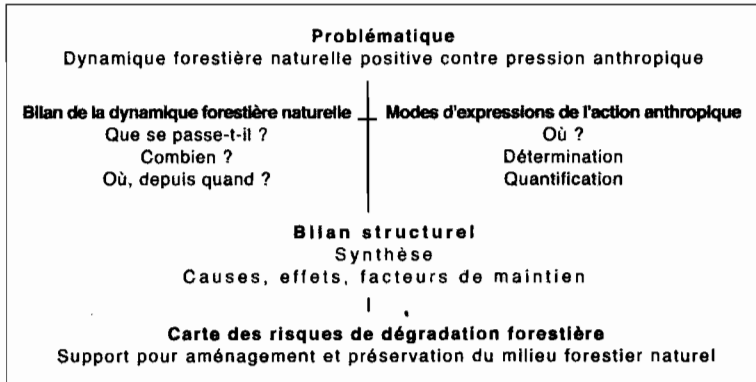 Problématique
Dynamique forestière naturelle positive contre pression anthropique
Bilan de la dynamique forestière naturelle
Que se passe-t-il ?
Combien ?
Où, depuis quand ?
Modes d'expressions de l'action anthropique
Où ?
Détermination
Quantification
Bilan structurel
Synthèse
Causes, effets, facteurs de maintien
Carte des risques de dégradation forestière
Support pour aménagement et préservation du milieu forestier naturel